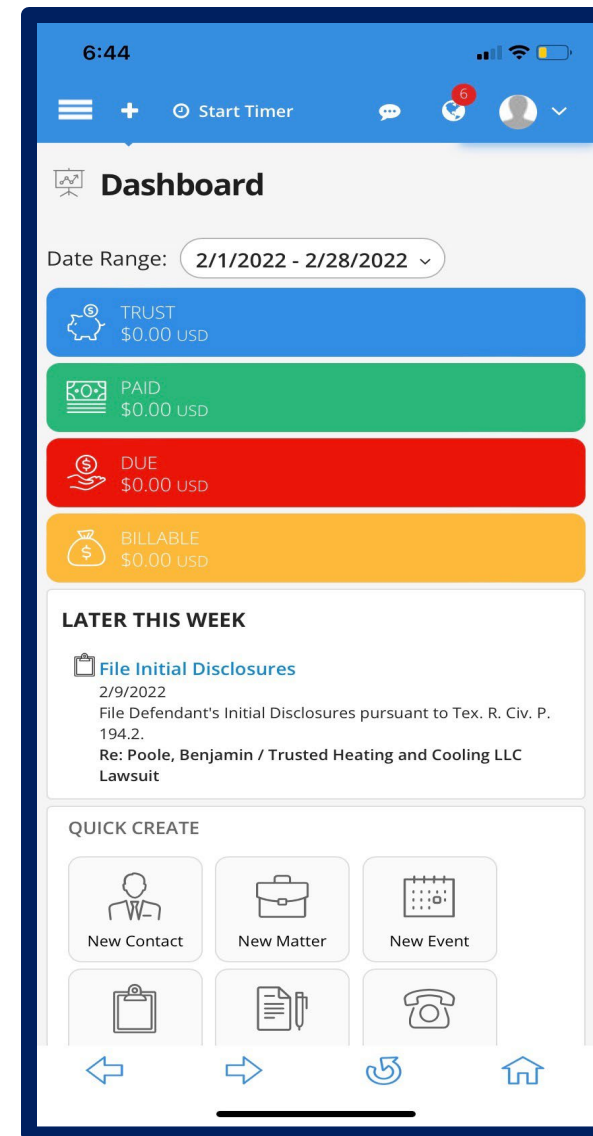 6:44
Start Timer
6
Dashboard
Date Range: 2/1/2022 - 2/28/2022
TRUST
$0.00 USD
PAID
$0.00 USD
DUE
$0.00 USD
BILLABLE
$0.00 USD
LATER THIS WEEK
File Initial Disclosures
2/9/2022
File Defendant's Initial Disclosures pursuant to Tex. R. Civ. P.
194.2.
Re: Poole, Benjamin / Trusted Heating and Cooling LLC
Lawsuit
QUICK CREATE
New Contact New Matter New Event